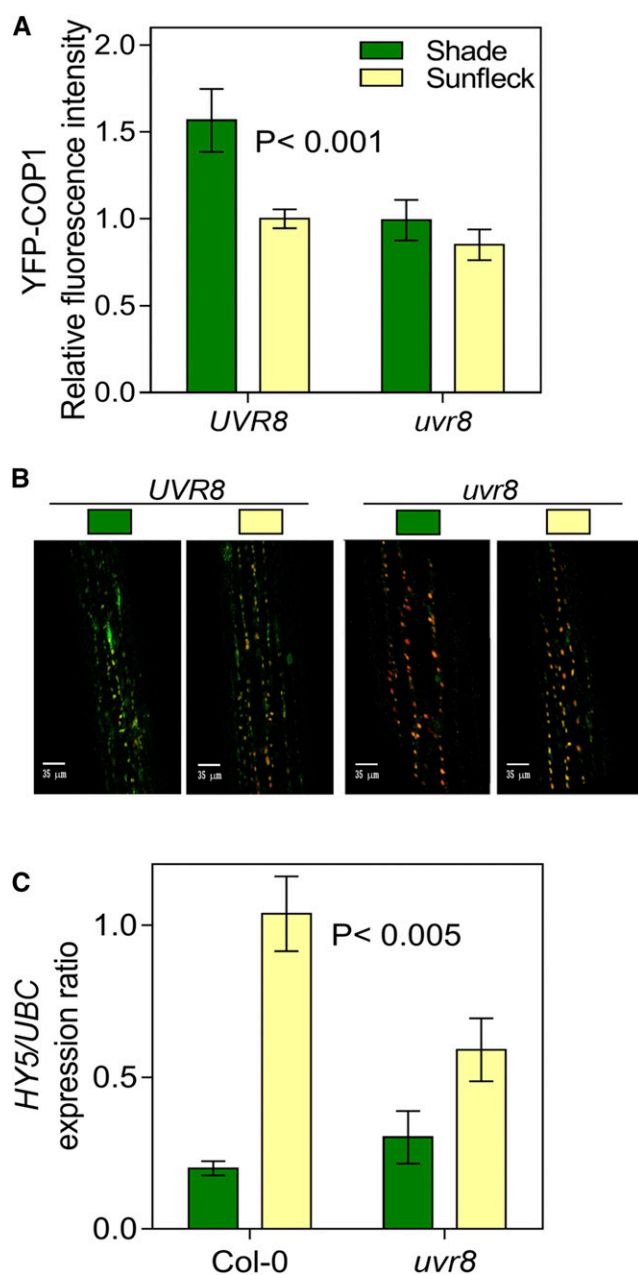 A
YFP-COP1
Relative fluorescence intensity
2.0
1.5
1.0
0.5
0.0
Shade
Sunfleck
P< 0.001
UVR8
uvr8
B
UVR8
uvr8
35 µm
35 µm
35 µm
35 µm
C
HY5/UBC
expression ratio
1.0
0.5
0.0
P< 0.005
Col-0
uvr8